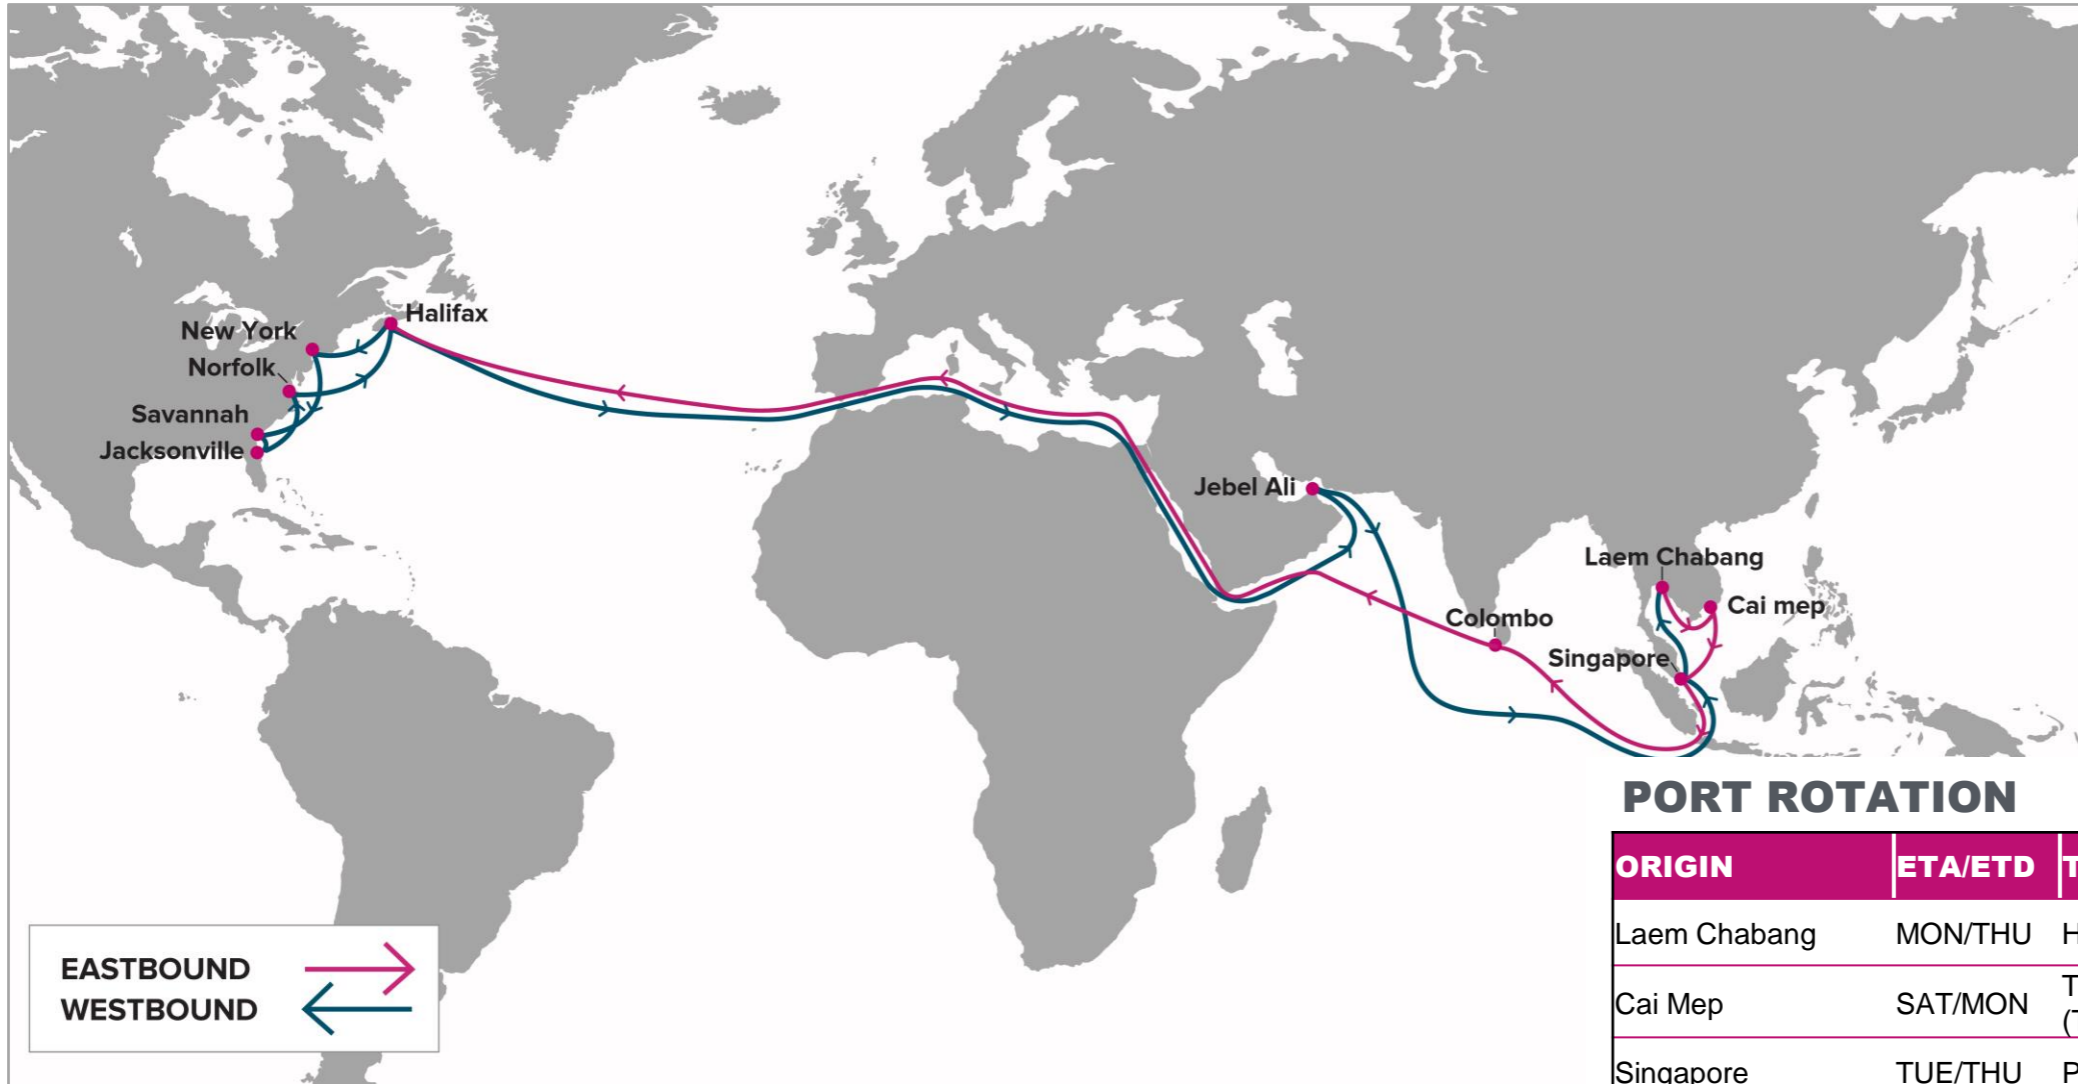 Halifax
New York
Norfolk
Savannah
Jacksonville
Jebel Ali
Laem Chabang
Cai mep
Colombo
Singapore
EASTBOUND
WESTBOUND
PORT ROTATION
ORIGIN ETA/ETD T
Laem Chabang MON/THU H
Cai Mep SAT/MON T
(T
Singapore TUE/THU P